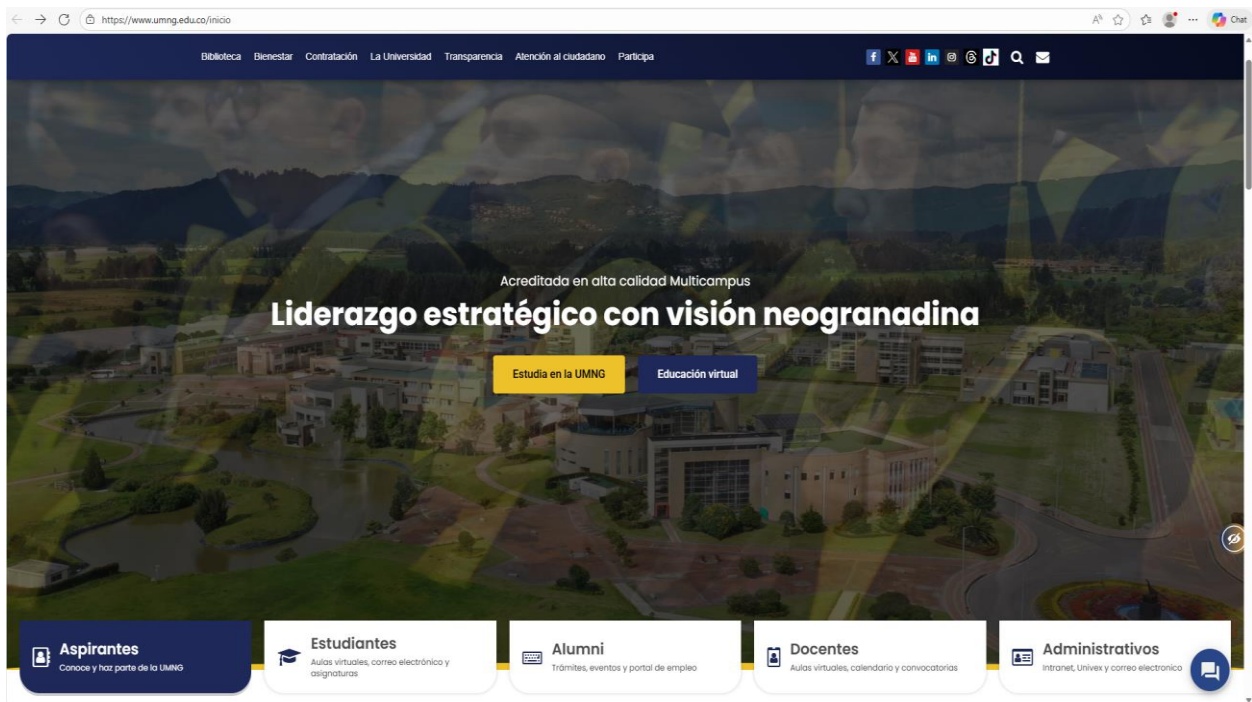 https://www.umng.edu.co/inicio
Chat
Biblioteca Bienestar Contratación La Universidad Transparencia Atención al ciudadano Participa
Acreditada en alta calidad Multicampus
Liderazgo estratégico con visión neogranadina
Estudia en la UMNG Educación virtual
Aspirantes
Conoce y haz parte de la UMNG
Estudiantes
Aulas virtuales, correo electrónico y
asignaturas
Alumni
Trámites, eventos y portal de empleo
Docentes
Aulas virtuales, calendario y convocatorias
Administrativos
Intranet, Univex y correo electronico